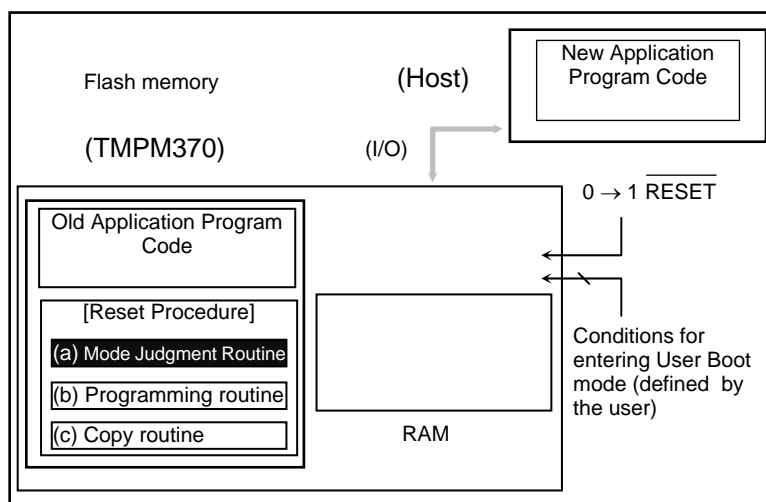 New Application
Program Code
(Host)
Flash memory
(TMPM370)
(I/O)
0 → 1 RESET
Old Application Program
Code
[Reset Procedure]
(a) Mode Judgment Routine
(b) Programming routine
(c) Copy routine
RAM
Conditions for
entering User Boot
mode (defined by
the user)